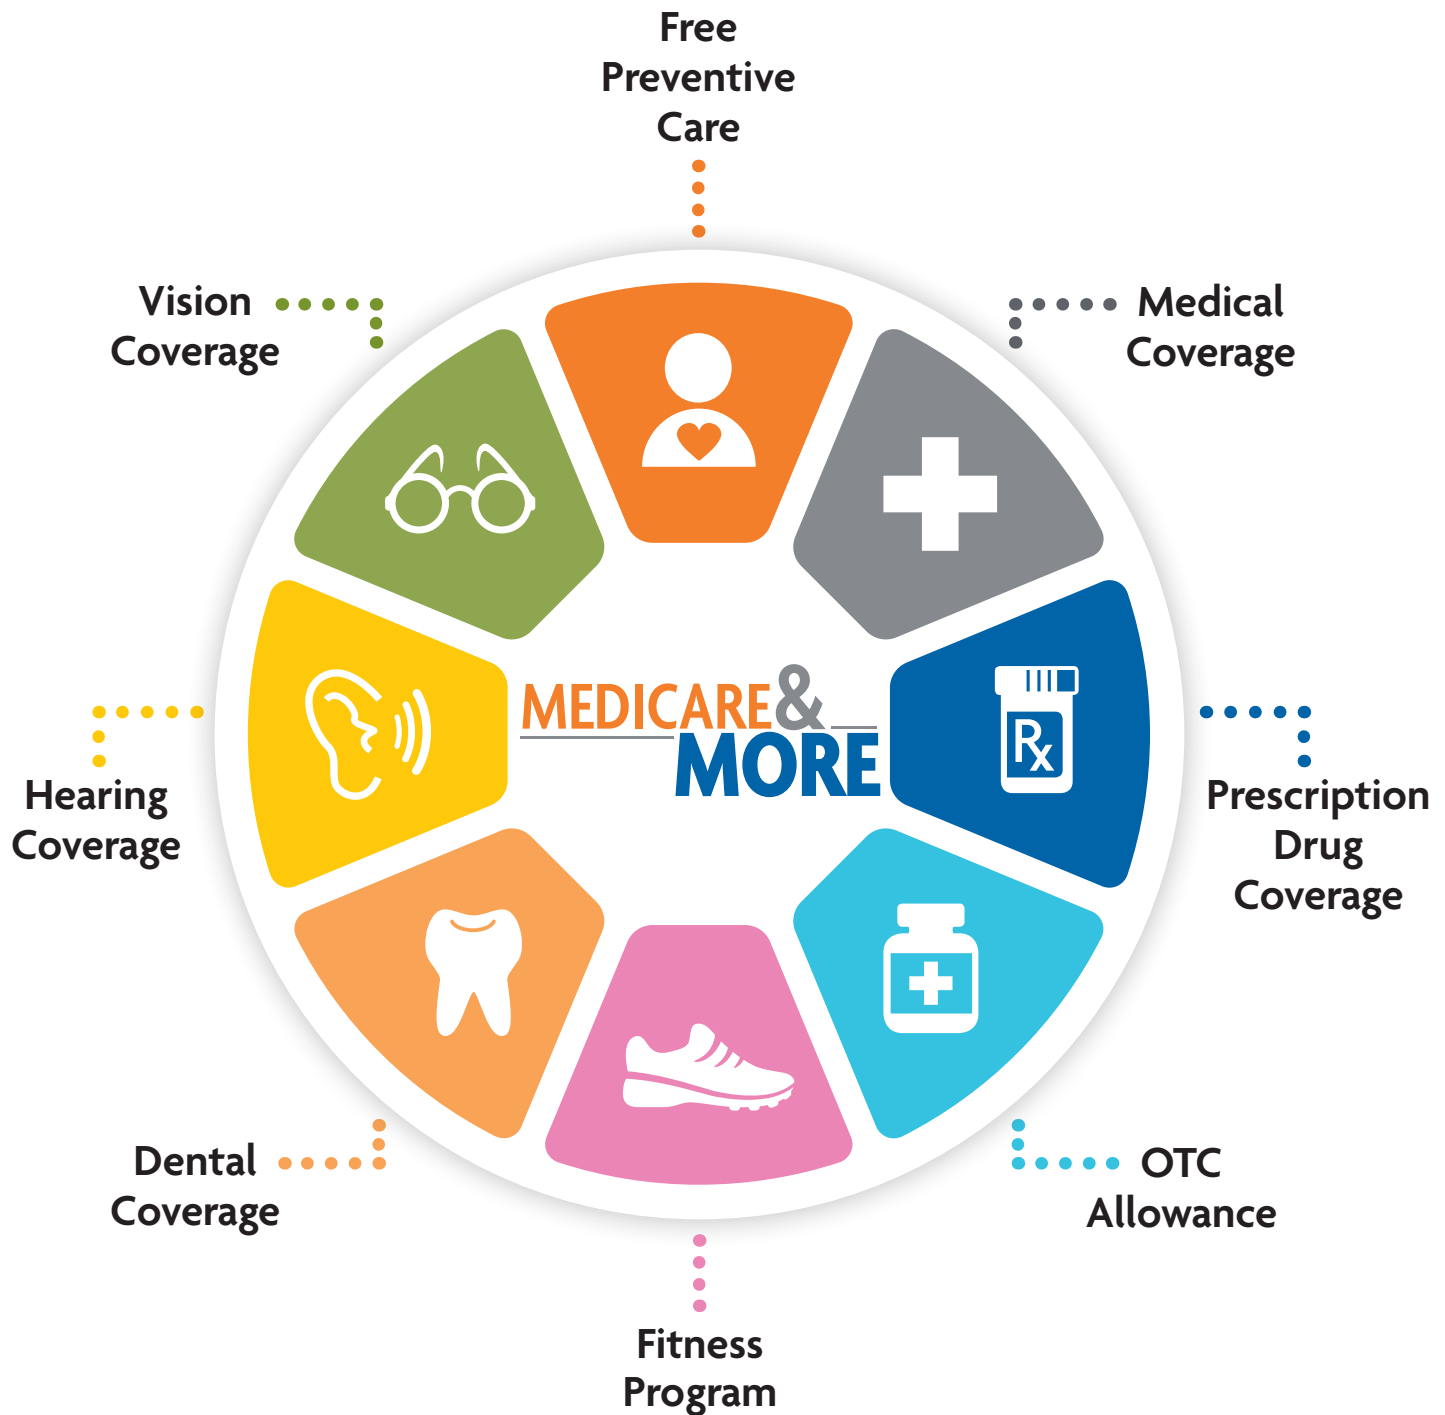 Free
Preventive
Care
Vision
Coverage
Medical
Coverage
MEDICARE&
MORE
Rx
Hearing
Coverage
Prescription
Drug
Coverage
Dental
Coverage
OTC
Allowance
Fitness
Program